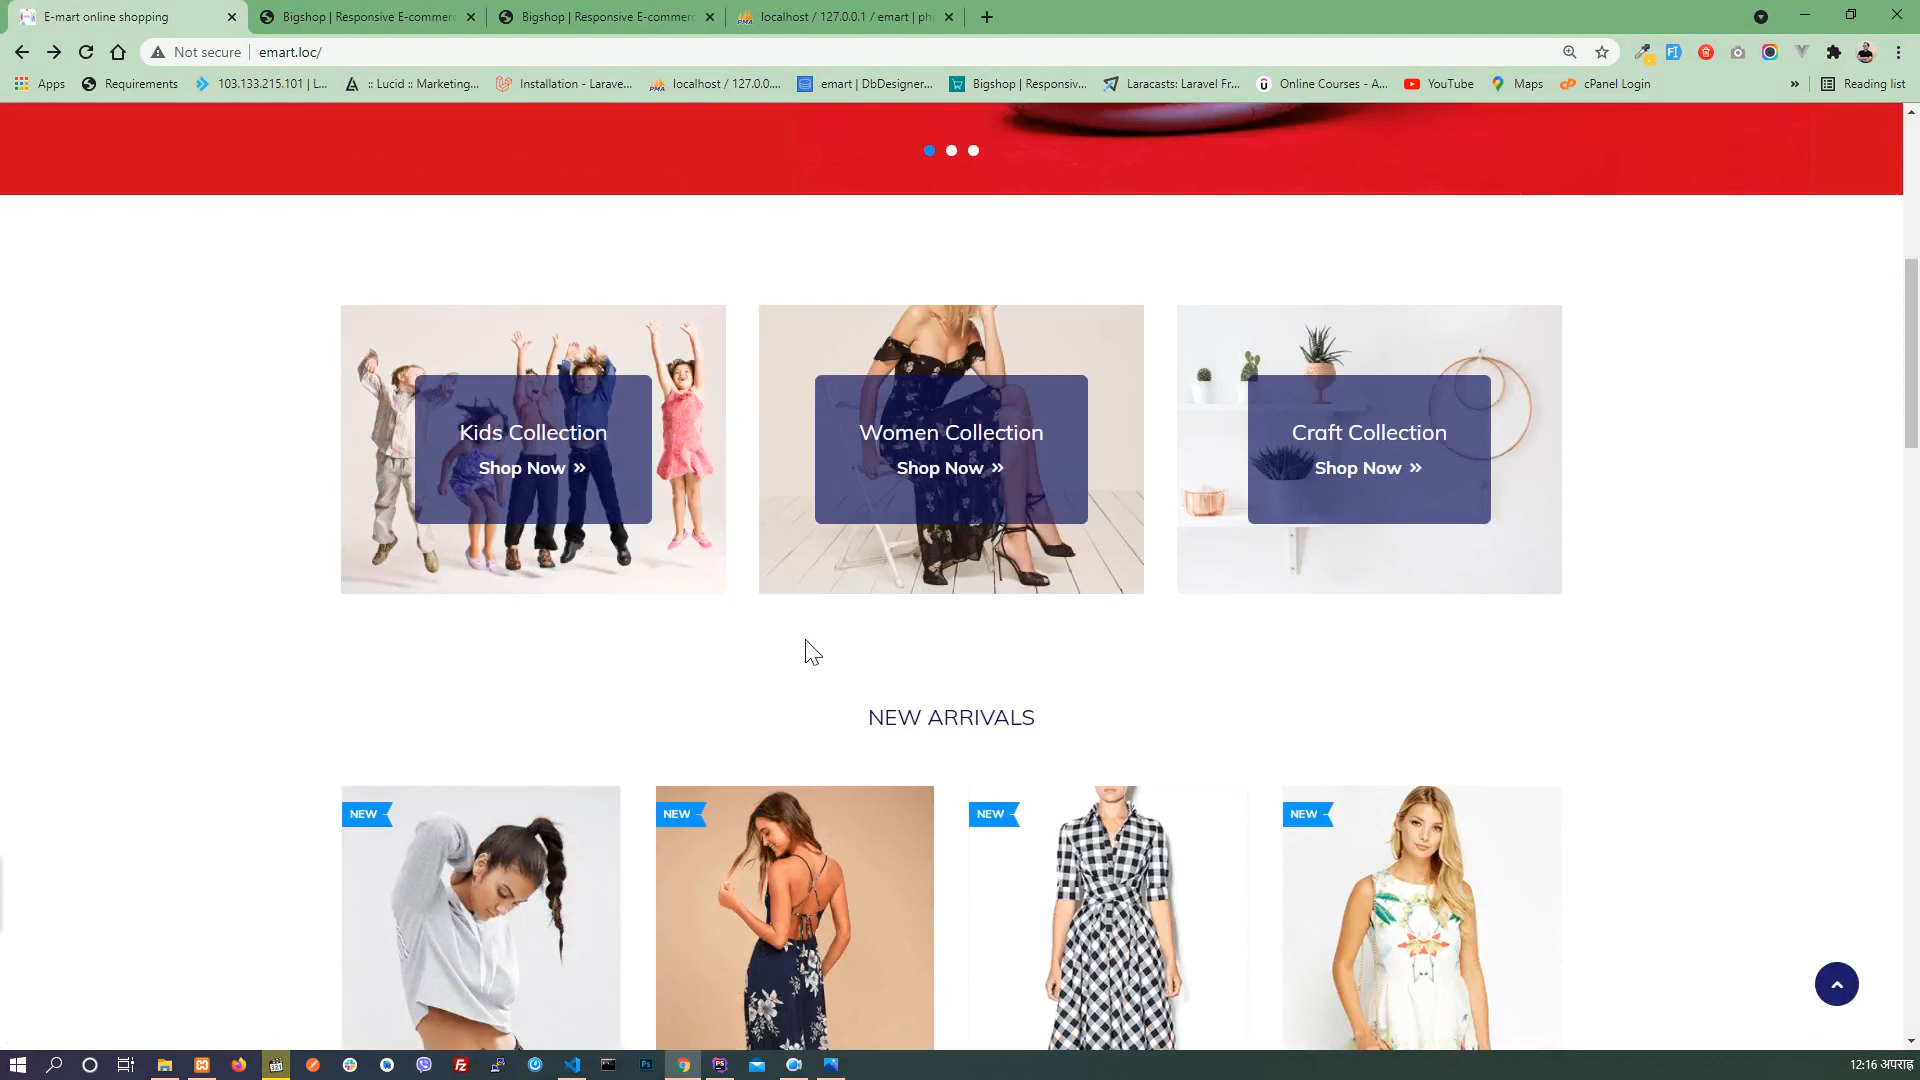 E-mart online shopping
Bigshop | Responsive E-commerc
Bigshop | Responsive E-commerc
localhost / 127.0.0.1 / emart | ph
Not secure
emart.loc/
Apps
Requirements
103.133.215.101 | L...
:: Lucid :: Marketing...
Installation - Larave...
localhost / 127.0.0....
emart | DbDesigner...
Bigshop | Responsiv...
Laracasts: Laravel Fr...
Online Courses - A...
YouTube
Maps
cPanel Login
»
Reading list
Kids Collection
Shop Now »
Women Collection
Shop Now »
Craft Collection
Shop Now »
NEW ARRIVALS
NEW
NEW
NEW
NEW
12:16 अपराह्न